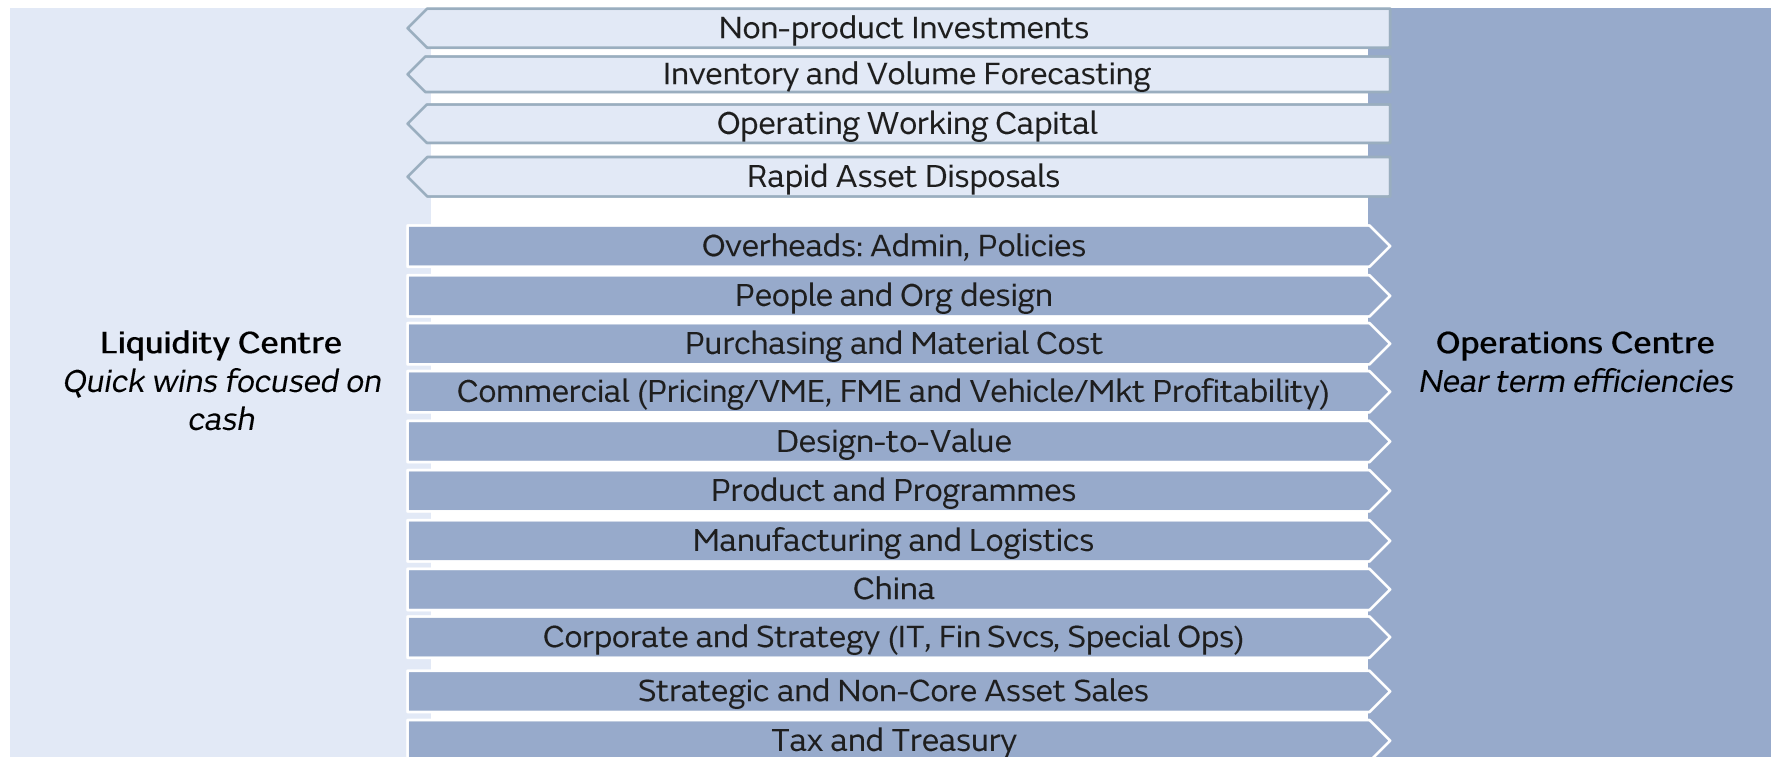 Non-product Investments
Inventory and Volume Forecasting
Operating Working Capital
Rapid Asset Disposals
Overheads: Admin, Policies
People and Org design
Purchasing and Material Cost
Commercial (Pricing/VME, FME and Vehicle/Mkt Profitability)
Design-to-Value
Product and Programmes
Manufacturing and Logistics
China
Corporate and Strategy (IT, Fin Svcs, Special Ops)
Strategic and Non-Core Asset Sales
Tax and Treasury
Liquidity Centre
Quick wins focused on
cash
Operations Centre
Near term efficiencies